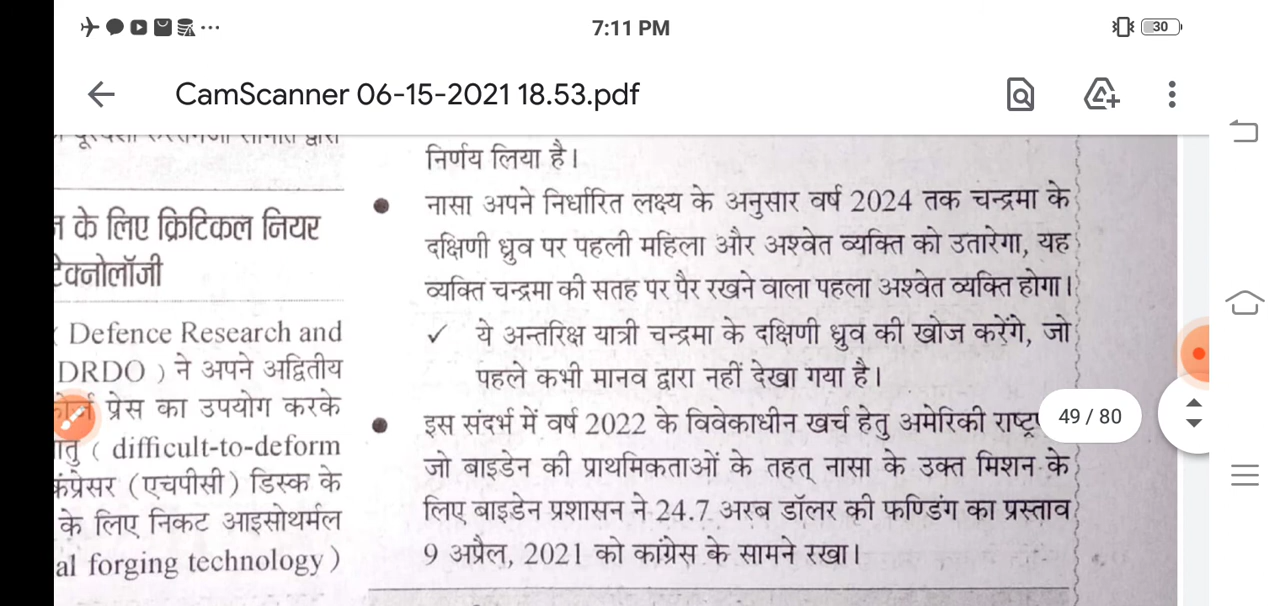 7:11 PM
30
CamScanner 06-15-2021 18.53.pdf
द्वारा
के लिए क्रिटिकल नियर
टेक्नोलॉजी
Defence Research and
DRDO ) ने अपने अद्वितीय
प्रेस का उपयोग करके
( difficult-to-deform
कंप्रेसर (एचपीसी) डिस्क के
के लिए निकट आइसोथर्मल
al forging technology )
निर्णय लिया है।
● नासा अपने निर्धारित लक्ष्य के अनुसार वर्ष 2024 तक चन्द्रमा के
दक्षिणी ध्रुव पर पहली महिला और अश्वेत व्यक्ति को उतारेगा, यह
व्यक्ति चन्द्रमा की सतह पर पैर रखने वाला पहला अश्वेत व्यक्ति होगा।
✓ ये अन्तरिक्ष यात्री चन्द्रमा के दक्षिणी ध्रुव की खोज करेंगे, जो
पहले कभी मानव द्वारा नहीं देखा गया है।
● इस संदर्भ में वर्ष 2022 के विवेकाधीन खर्च हेतु अमेरिकी
जो बाइडेन की प्राथमिकताओं के तहत् नासा के उक्त मिशन के
लिए बाइडेन प्रशासन ने 24.7 अरब डॉलर की फण्डिंग का प्रस्ताव
9 अप्रैल, 2021 को कांग्रेस के सामने रखा।
49 / 80